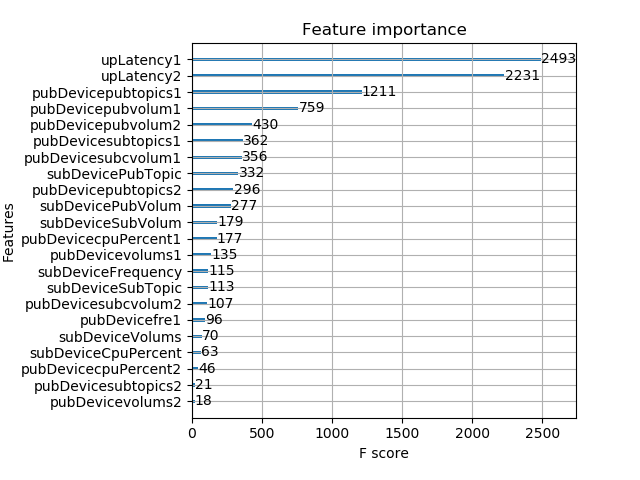 Feature importance
upLatency1 2493
upLatency2 2231
pubDevicepubtopics1 1211
pubDevicepubvolum1 759
pubDevicepubvolum2 430
pubDevicesubtopics1 362
pubDevicesubcvolum1 356
subDevicePubTopic 332
pubDevicepubtopics2 296
subDevicePubVolum 277
subDeviceSubVolum 179
pubDevicecpuPercent1 177
pubDevicevolums1 135
subDeviceFrequency 115
subDeviceSubTopic 113
pubDevicesubcvolum2 107
pubDevicefre1 96
subDeviceVolums 70
subDeviceCpuPercent 63
pubDevicecpuPercent2 46
pubDevicesubtopics2 21
pubDevicevolums2 18
Features
0 500 1000 1500 2000 2500
F score